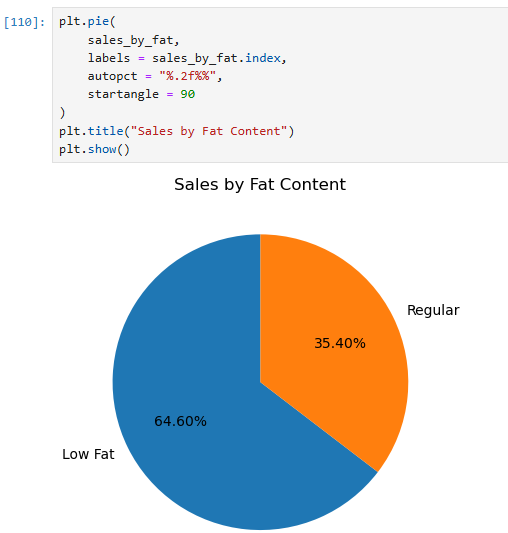 [110]: plt.pie(
    sales_by_fat,
    labels = sales_by_fat.index,
    autopct = "%.2f%%",
    startangle = 90
)
plt.title("Sales by Fat Content")
plt.show()
Sales by Fat Content
Regular
35.40%
64.60%
Low Fat